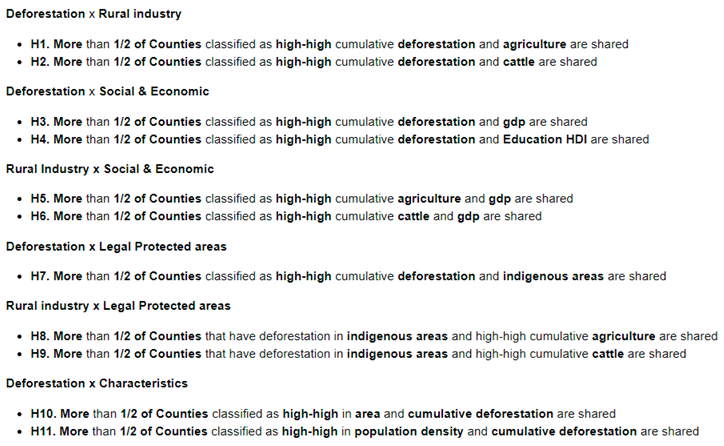 Deforestation x Rural industry
• H1. More than 1/2 of Counties classified as high-high cumulative deforestation and agriculture are shared
• H2. More than 1/2 of Counties classified as high-high cumulative deforestation and cattle are shared
Deforestation x Social & Economic
• H3. More than 1/2 of Counties classified as high-high cumulative deforestation and gdp are shared
• H4. More than 1/2 of Counties classified as high-high cumulative deforestation and Education HDI are shared
Rural Industry x Social & Economic
• H5. More than 1/2 of Counties classified as high-high cumulative agriculture and gdp are shared
• H6. More than 1/2 of Counties classified as high-high cumulative cattle and gdp are shared
Deforestation x Legal Protected areas
• H7. More than 1/2 of Counties classified as high-high cumulative deforestation and indigenous areas are shared
Rural industry x Legal Protected areas
• H8. More than 1/2 of Counties that have deforestation in indigenous areas and high-high cumulative agriculture are shared
• H9. More than 1/2 of Counties that have deforestation in indigenous areas and high-high cumulative cattle are shared
Deforestation x Characteristics
• H10. More than 1/2 of Counties classified as high-high in area and cumulative deforestation are shared
• H11. More than 1/2 of Counties classified as high-high in population density and cumulative deforestation are shared